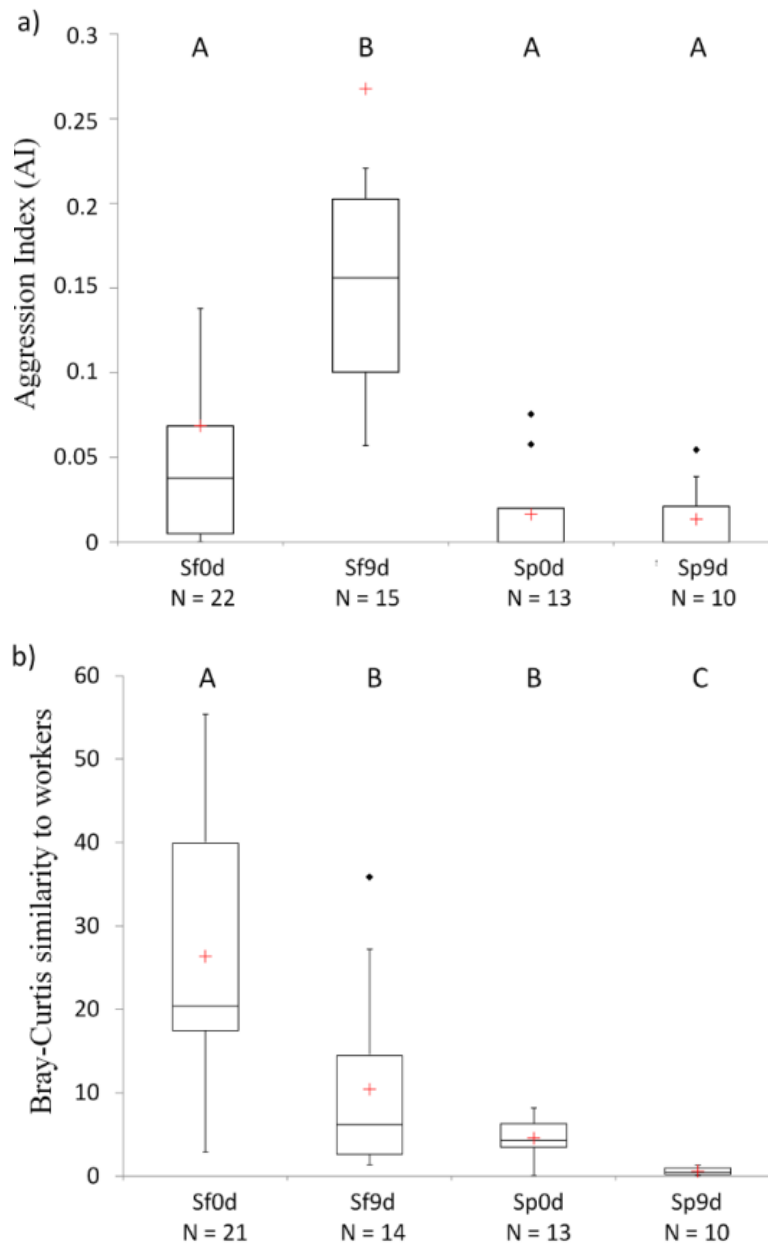 a)
Aggression Index (AI)
0.3
0.25
0.2
0.15
0.1
0.05
0
A B A A
Sf0d Sf9d Sp0d Sp9d
N = 22 N = 15 N = 13 N = 10
b)
Bray-Curtis similarity to workers
60
50
40
30
20
10
0
A B B C
Sf0d Sf9d Sp0d Sp9d
N = 21 N = 14 N = 13 N = 10